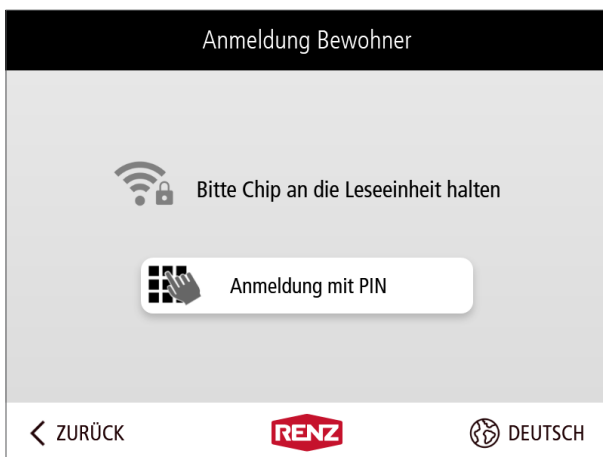 Anmeldung Bewohner
Bitte Chip an die Leseeinheit halten
Anmeldung mit PIN
ZURÜCK
RENZ
DEUTSCH